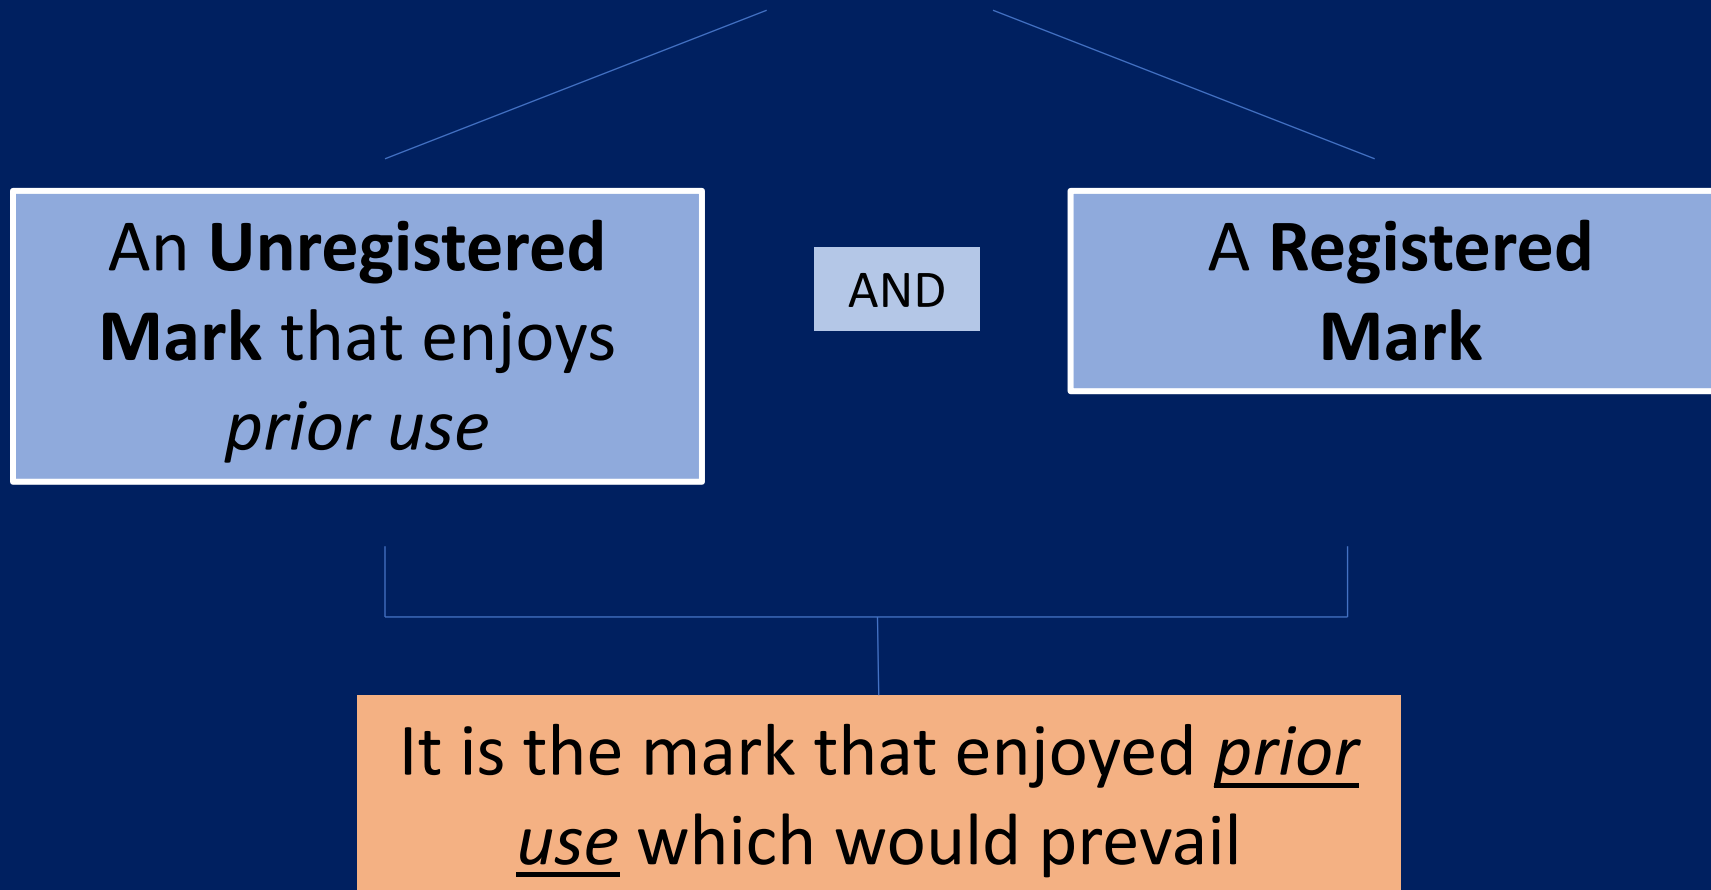 An Unregistered
Mark that enjoys
prior use
AND
A Registered
Mark
It is the mark that enjoyed prior
use which would prevail